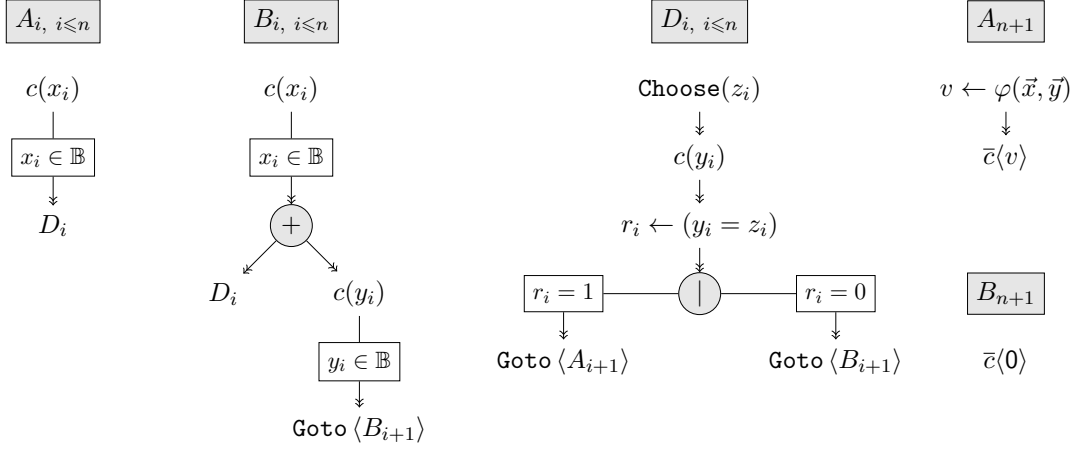 A_{i, i⩽n} B_{i, i⩽n} D_{i, i⩽n} A_{n+1}
c(x_i) c(x_i) Choose(z_i) v ← φ(x⃗, y⃗)
x_i ∈ 𝔹 x_i ∈ 𝔹 c(y_i) c̅⟨v⟩
D_i + r_i ← (y_i = z_i)
D_i c(y_i) r_i = 1 | r_i = 0 B_{n+1}
y_i ∈ 𝔹 Goto ⟨A_{i+1}⟩ Goto ⟨B_{i+1}⟩ c̅⟨0⟩
Goto ⟨B_{i+1}⟩